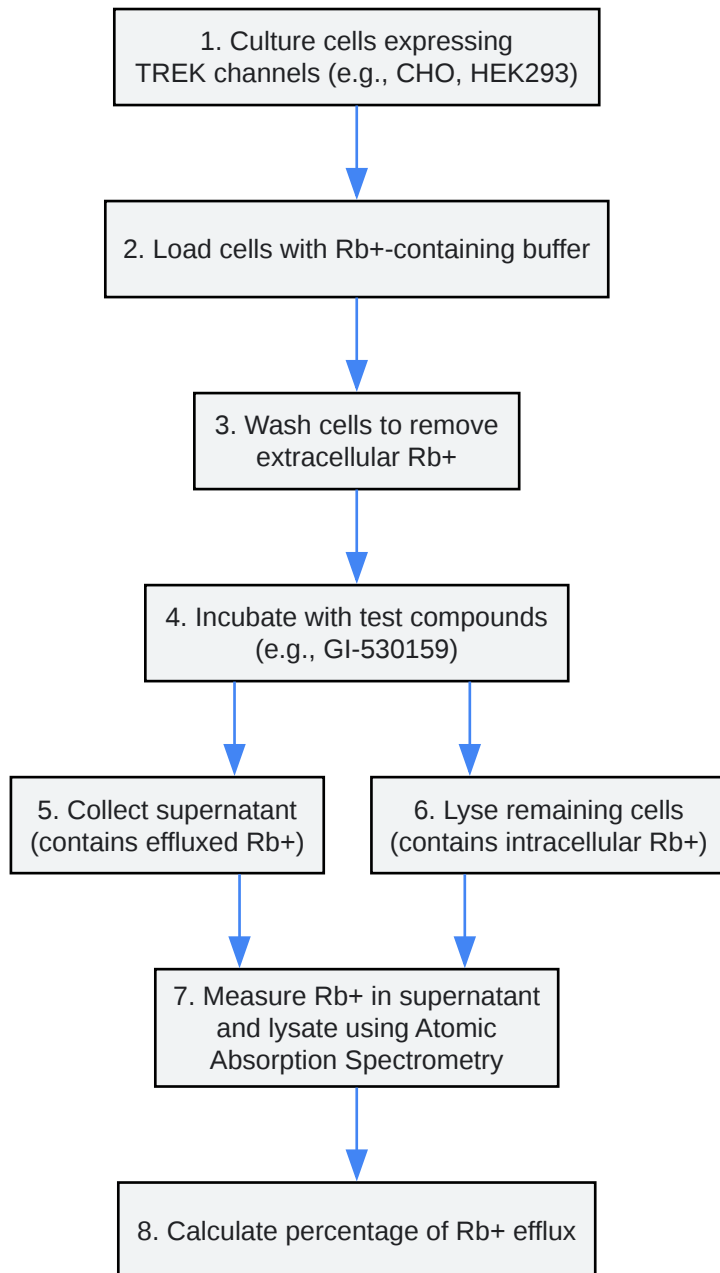 1. Culture cells expressing
TREK channels (e.g., CHO, HEK293)
2. Load cells with Rb+-containing buffer
3. Wash cells to remove
extracellular Rb+
4. Incubate with test compounds
(e.g., GI-530159)
5. Collect supernatant
(contains effluxed Rb+)
6. Lyse remaining cells
(contains intracellular Rb+)
7. Measure Rb+ in supernatant
and lysate using Atomic
Absorption Spectrometry
8. Calculate percentage of Rb+ efflux